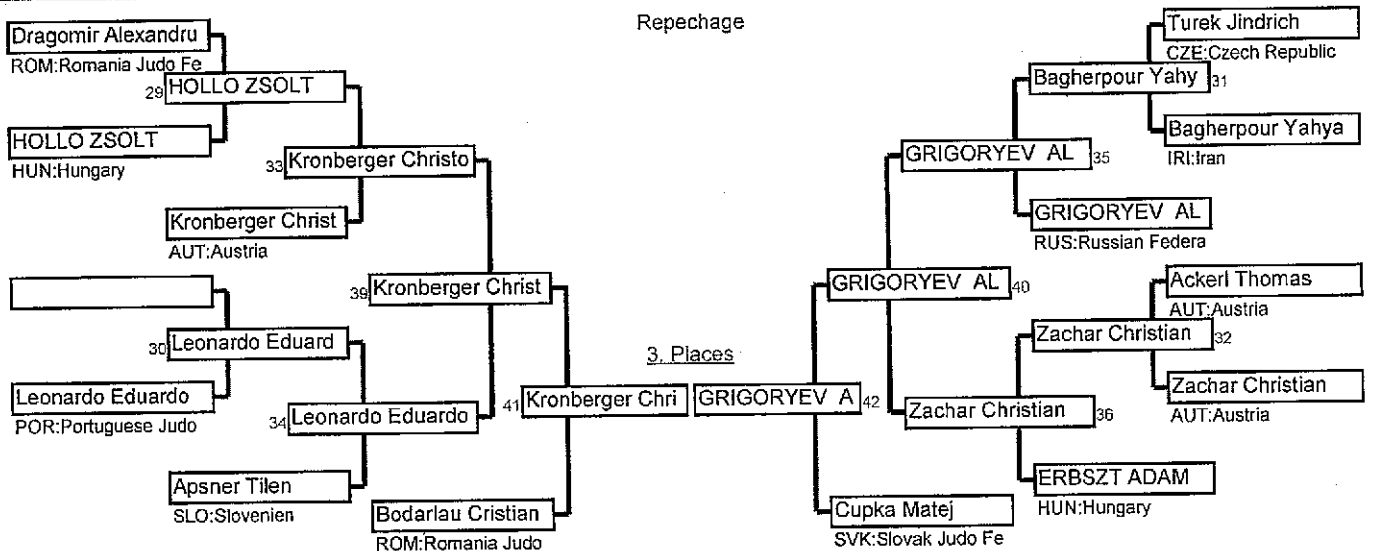 Repechage
Dragomir Alexandru
ROM:Romania Judo Fe
29 HOLLO ZSOLT
HOLLO ZSOLT
HUN:Hungary
33 Kronberger Christo
Kronberger Christ
AUT:Austria
39 Kronberger Christ
30 Leonardo Eduard
Leonardo Eduardo
POR:Portuguese Judo
34 Leonardo Eduardo
Apsner Tilen
SLO:Slovenien
41 Kronberger Chri
Bodarlau Cristian
ROM:Romania Judo
3. Places
Turek Jindrich
CZE:Czech Republic
Bagherpour Yahy 31
Bagherpour Yahya
IRI:Iran
GRIGORYEV AL 35
GRIGORYEV AL
RUS:Russian Federa
GRIGORYEV AL 40
Ackerl Thomas
AUT:Austria
Zachar Christian 32
Zachar Christian
AUT:Austria
GRIGORYEV A 42
Zachar Christian 36
ERBSZT ADAM
HUN:Hungary
Cupka Matej
SVK:Slovak Judo Fe